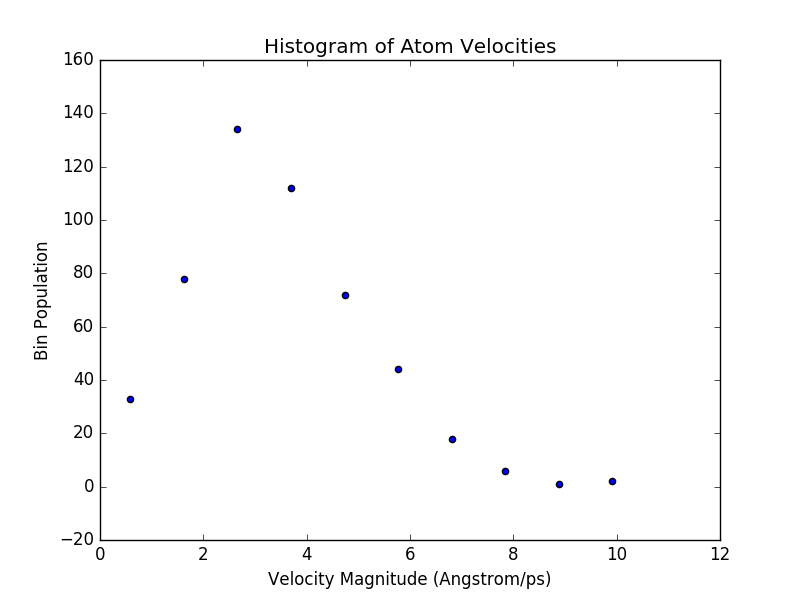 Histogram of Atom Velocities
160
140
120
100
80
60
40
20
0
−20
Bin Population
0 2 4 6 8 10 12
Velocity Magnitude (Angstrom/ps)